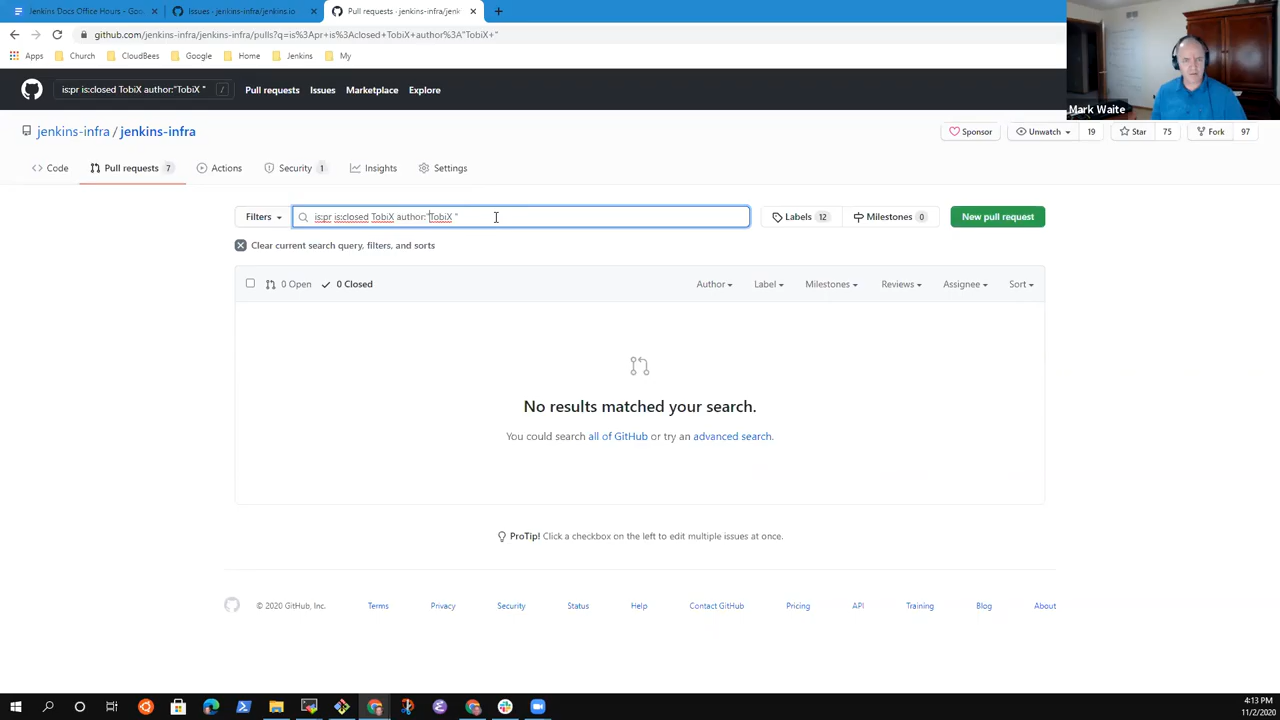 Jenkins Docs Office Hours - Goo
Issues · jenkins-infra/jenkins.io
Pull requests · jenkins-infra/jenk
github.com/jenkins-infra/jenkins-infra/pulls?q=is%3Apr+is%3Aclosed+TobiX+author%3A"TobiX+"
Apps Church CloudBees Google Home Jenkins My
is:pr is:closed TobiX author:"TobiX " /
Pull requests Issues Marketplace Explore
Mark Waite
jenkins-infra / jenkins-infra
Sponsor Unwatch 19 Star 75 Fork 97
Code Pull requests 7 Actions Security 1 Insights Settings
Filters is:pr is:closed TobiX author:"TobiX " Labels 12 Milestones 0 New pull request
Clear current search query, filters, and sorts
0 Open 0 Closed Author Label Milestones Reviews Assignee Sort
No results matched your search.
You could search all of GitHub or try an advanced search.
ProTip! Click a checkbox on the left to edit multiple issues at once.
© 2020 GitHub, Inc. Terms Privacy Security Status Help Contact GitHub Pricing API Training Blog About
4:13 PM
11/2/2020